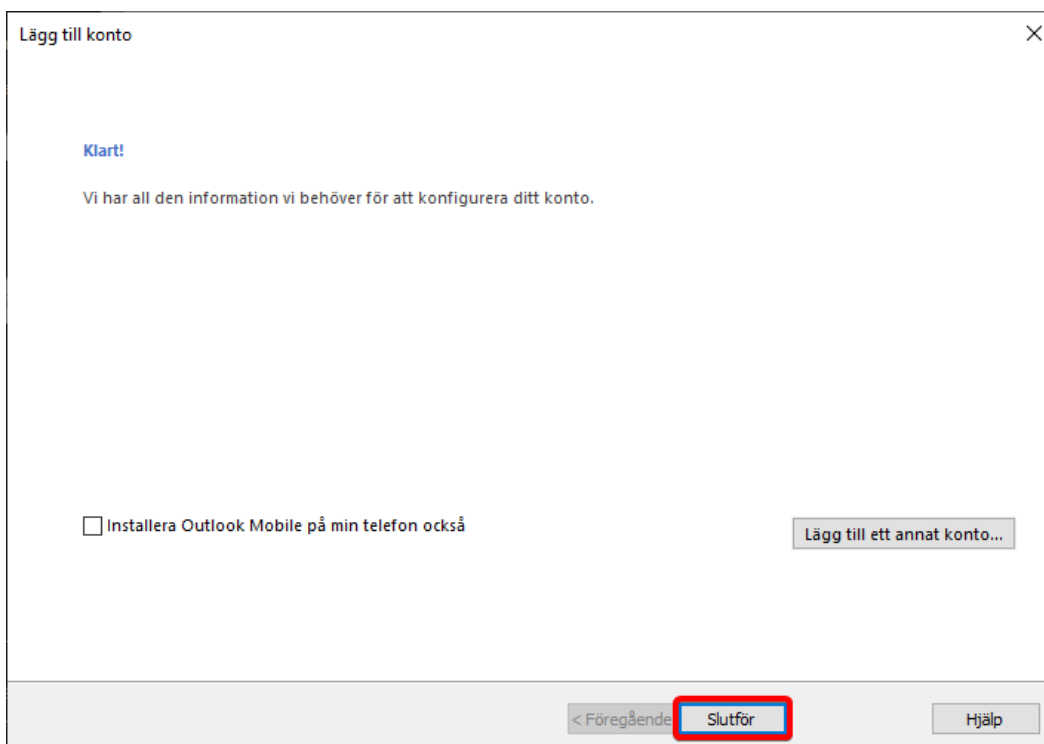 Lägg till konto
Klart!
Vi har all den information vi behöver för att konfigurera ditt konto.
Installera Outlook Mobile på min telefon också
Lägg till ett annat konto...
< Föregående
Slutför
Hjälp